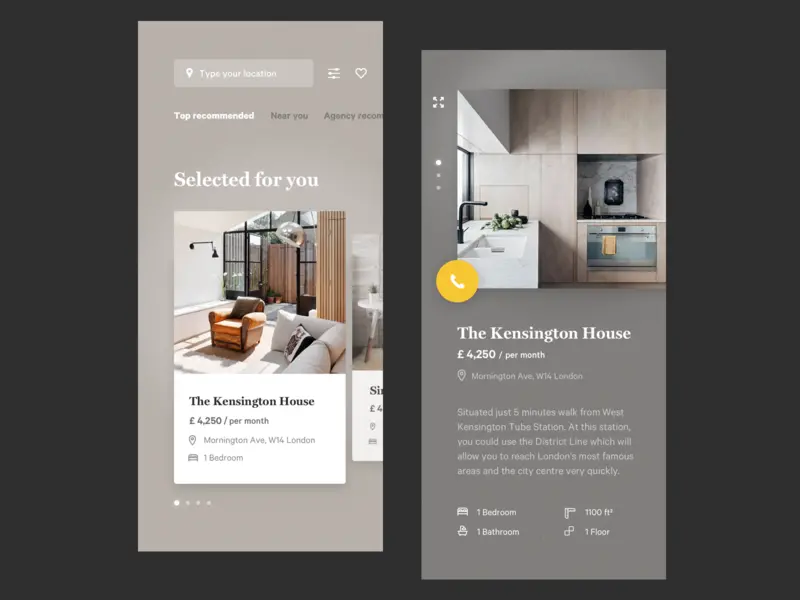 Type your location
Top recommended Near you Agency recom
Selected for you
The Kensington House
£ 4,250 / per month
Mornington Ave, W14 London
1 Bedroom
Si
£ 4
The Kensington House
£ 4,250 / per month
Mornington Ave, W14 London
Situated just 5 minutes walk from West
Kensington Tube Station. At this station,
you could use the District Line which will
allow you to reach London's most famous
areas and the city centre very quickly.
1 Bedroom 1100 ft²
1 Bathroom 1 Floor